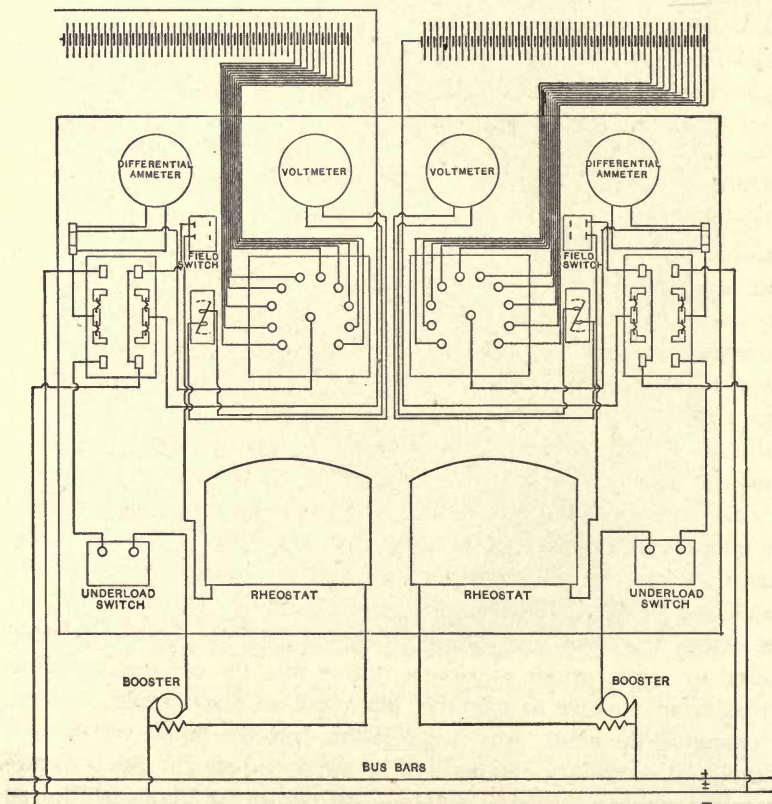 DIFFERENTIAL
AMMETER
VOLTMETER
VOLTMETER
DIFFERENTIAL
AMMETER
FIELD
SWITCH
FIELD
SWITCH
UNDERLOAD
SWITCH
RHEOSTAT
RHEOSTAT
UNDERLOAD
SWITCH
BOOSTER
BOOSTER
BUS BARS
+
±